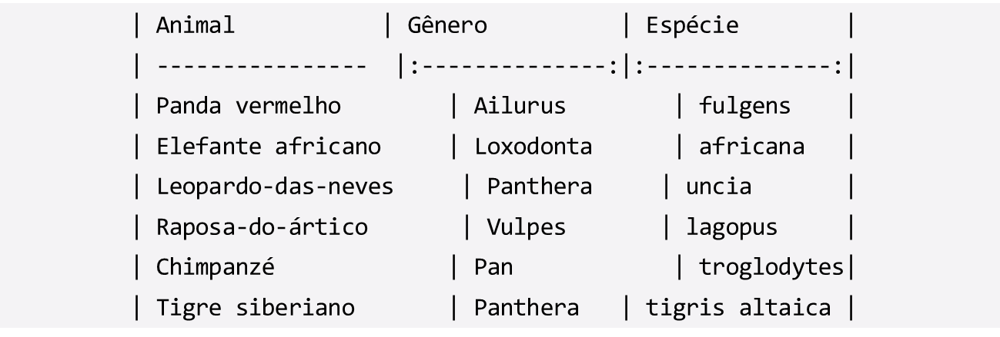 | Animal | Gênero | Espécie |
| ---------------- |:--------------:|:--------------:|
| Panda vermelho | Ailurus | fulgens |
| Elefante africano | Loxodonta | africana |
| Leopardo-das-neves | Panthera | uncia |
| Raposa-do-ártico | Vulpes | lagopus |
| Chimpanzé | Pan | troglodytes|
| Tigre siberiano | Panthera | tigris altaica |